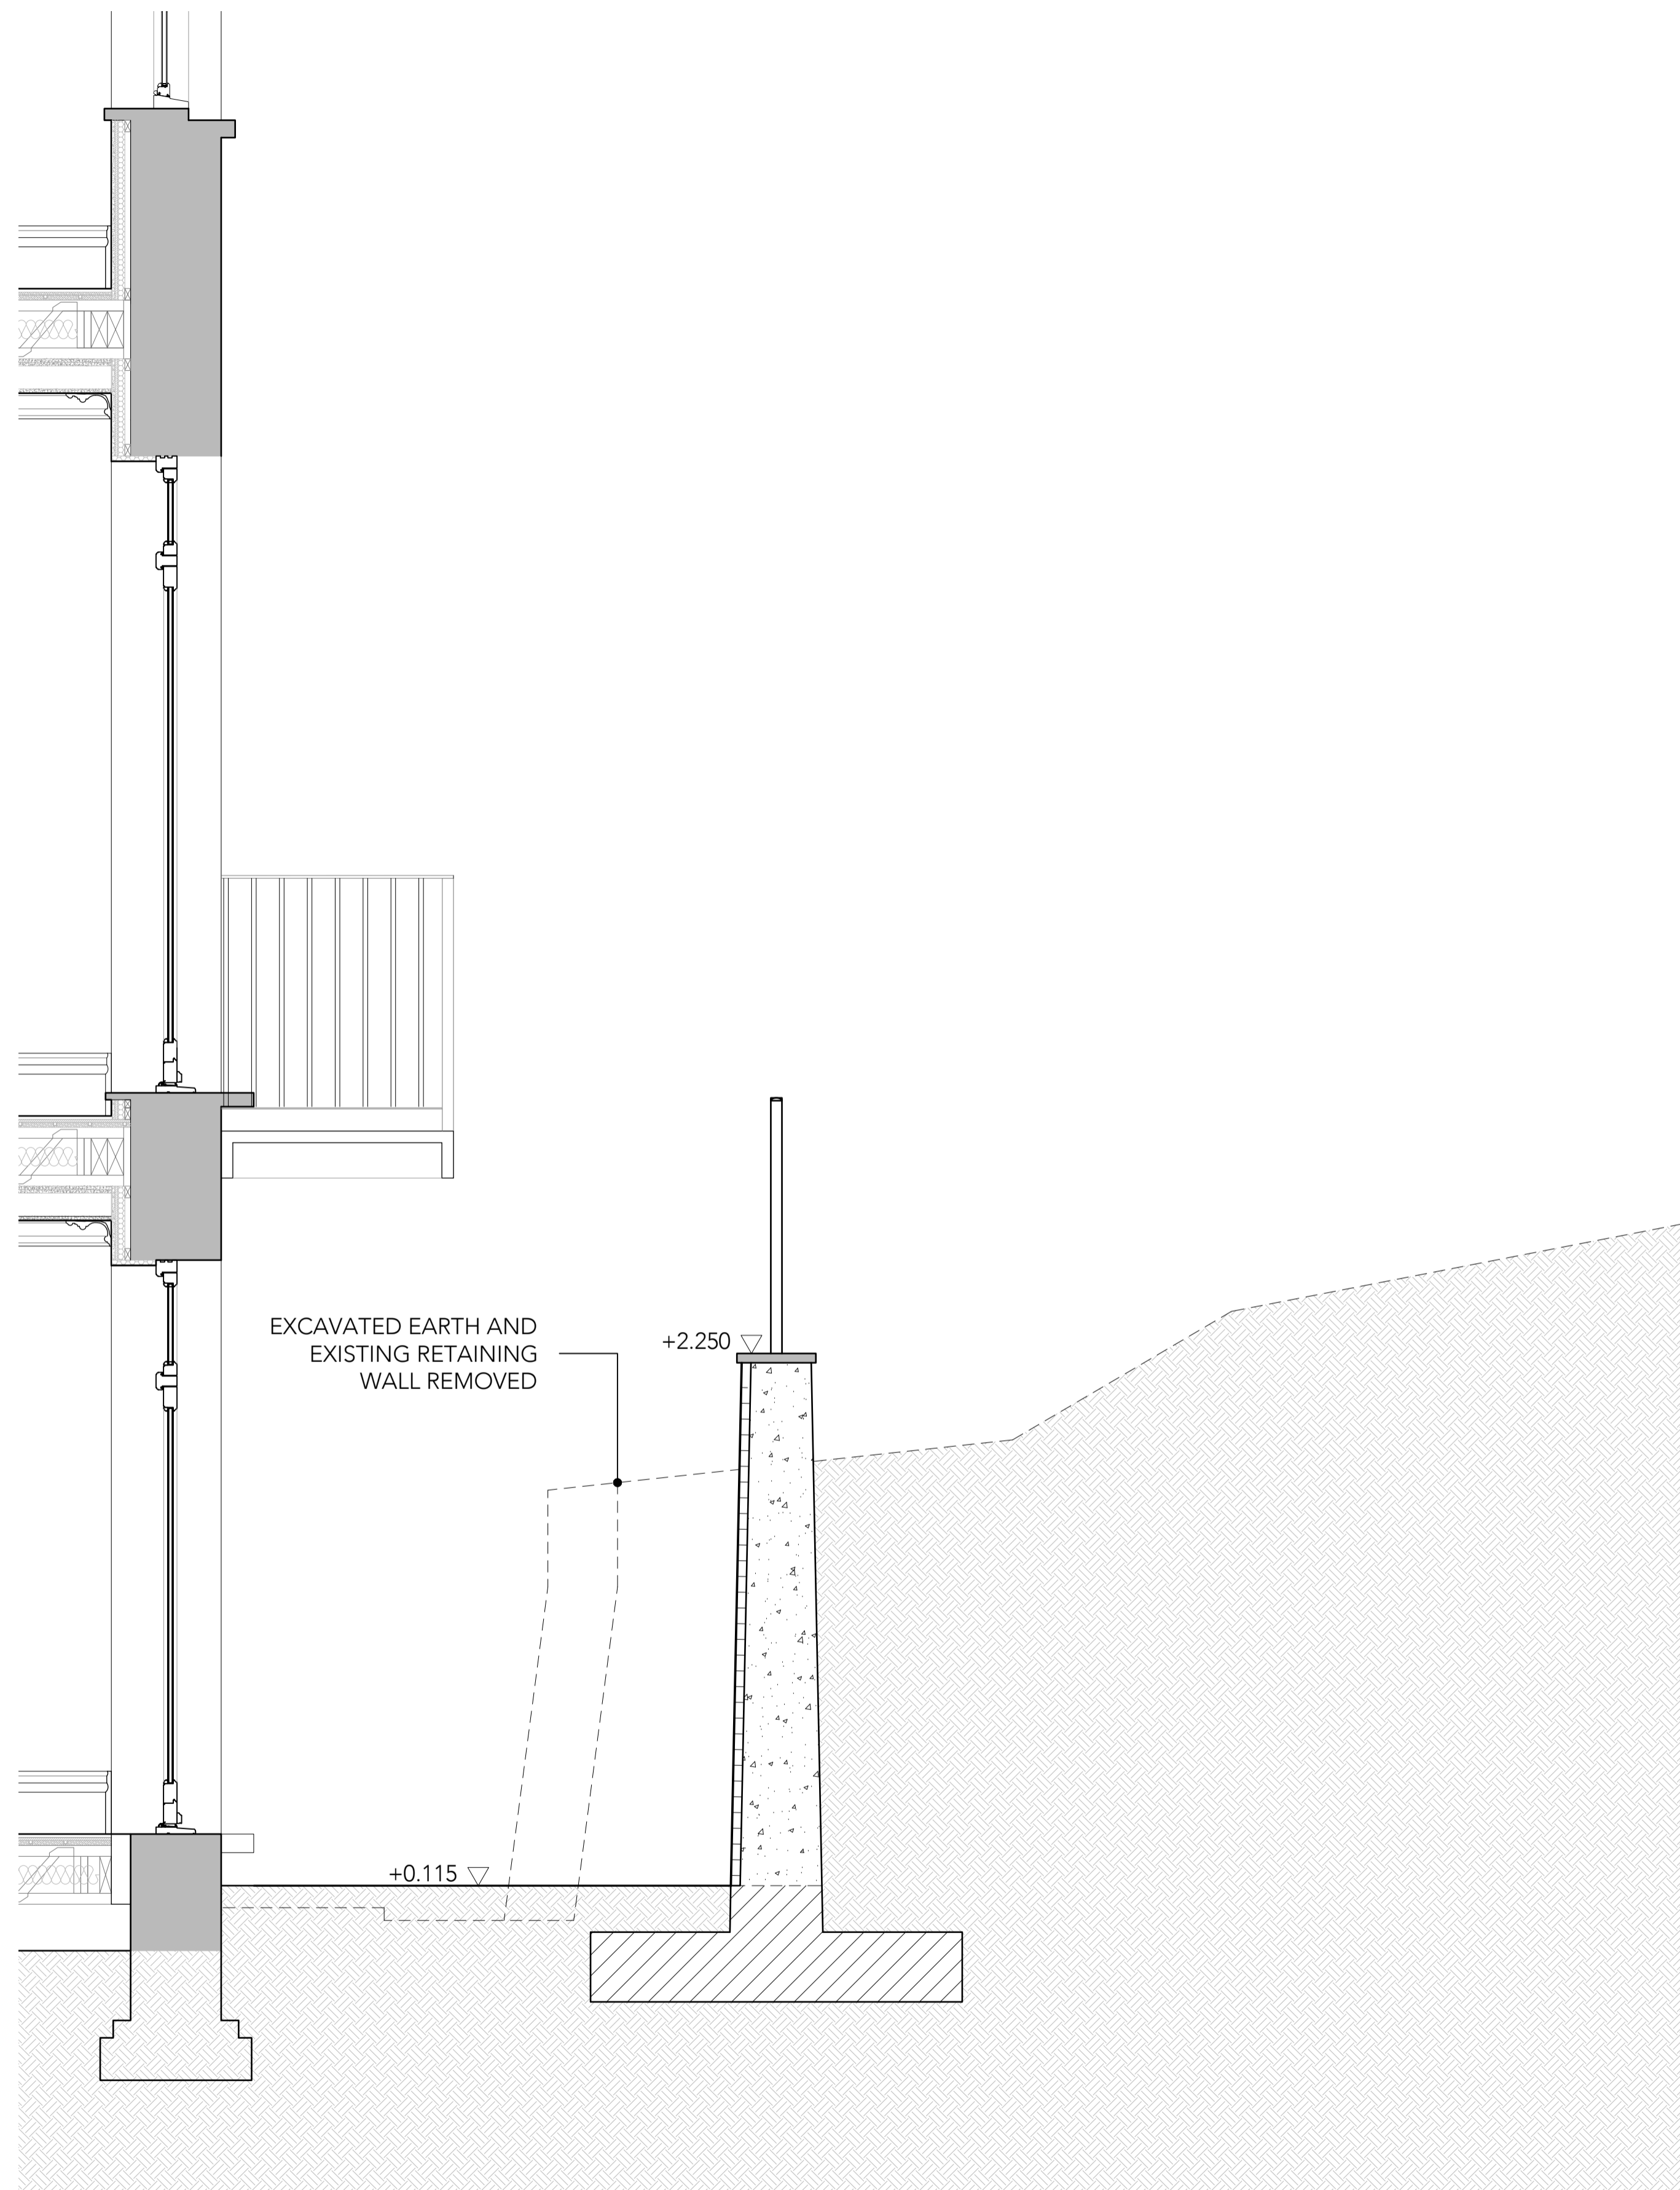 EXCAVATED EARTH AND
EXISTING RETAINING
WALL REMOVED
+2.250
+0.115